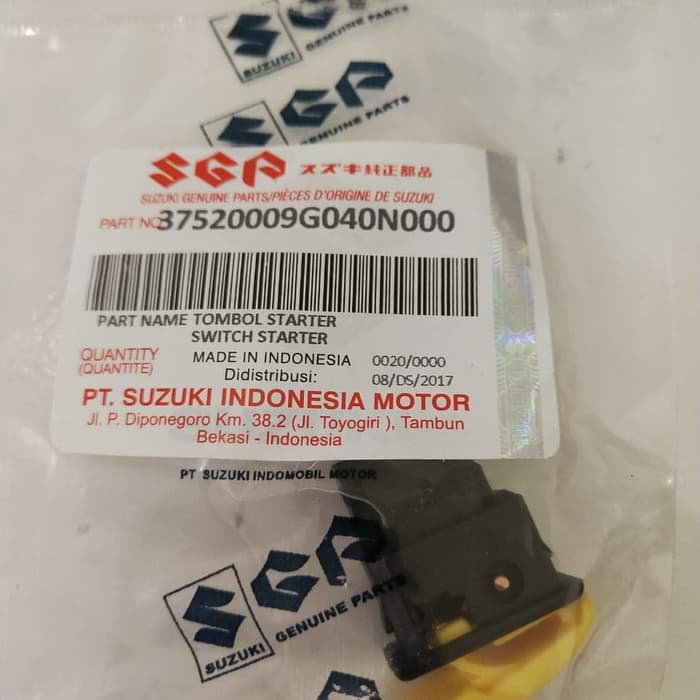 SUZUKI
SGP
GENUINE PARTS
SGP
GENUINE PARTS
SGP スズキ純正部品
SUZUKI GENUINE PARTS/PIÈCES D'ORIGINE DE SUZUKI
PART NO 37520009G040N000
PART NAME TOMBOL STARTER
SWITCH STARTER
QUANTITY
(QUANTITE)
MADE IN INDONESIA 0020/0000
Didistribusi: 08/DS/2017
PT. SUZUKI INDONESIA MOTOR
Jl. P. Diponegoro Km. 38.2 (Jl. Toyogiri ), Tambun
Bekasi - Indonesia
PT SUZUKI INDOMOBIL MOTOR
SGP
SUZUKI GENUINE PARTS